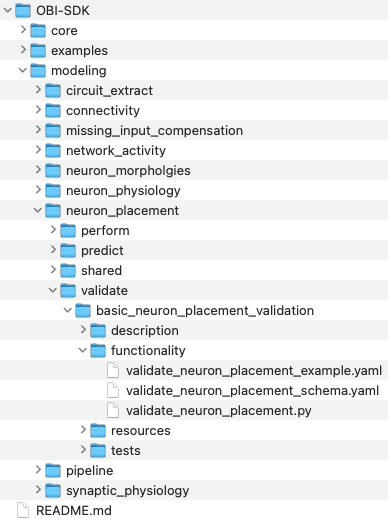 OBI-SDK
core
examples
modeling
circuit_extract
connectivity
missing_input_compensation
network_activity
neuron_morpholgies
neuron_physiology
neuron_placement
perform
predict
shared
validate
basic_neuron_placement_validation
description
functionality
validate_neuron_placement_example.yaml
validate_neuron_placement_schema.yaml
validate_neuron_placement.py
resources
tests
pipeline
synaptic_physiology
README.md